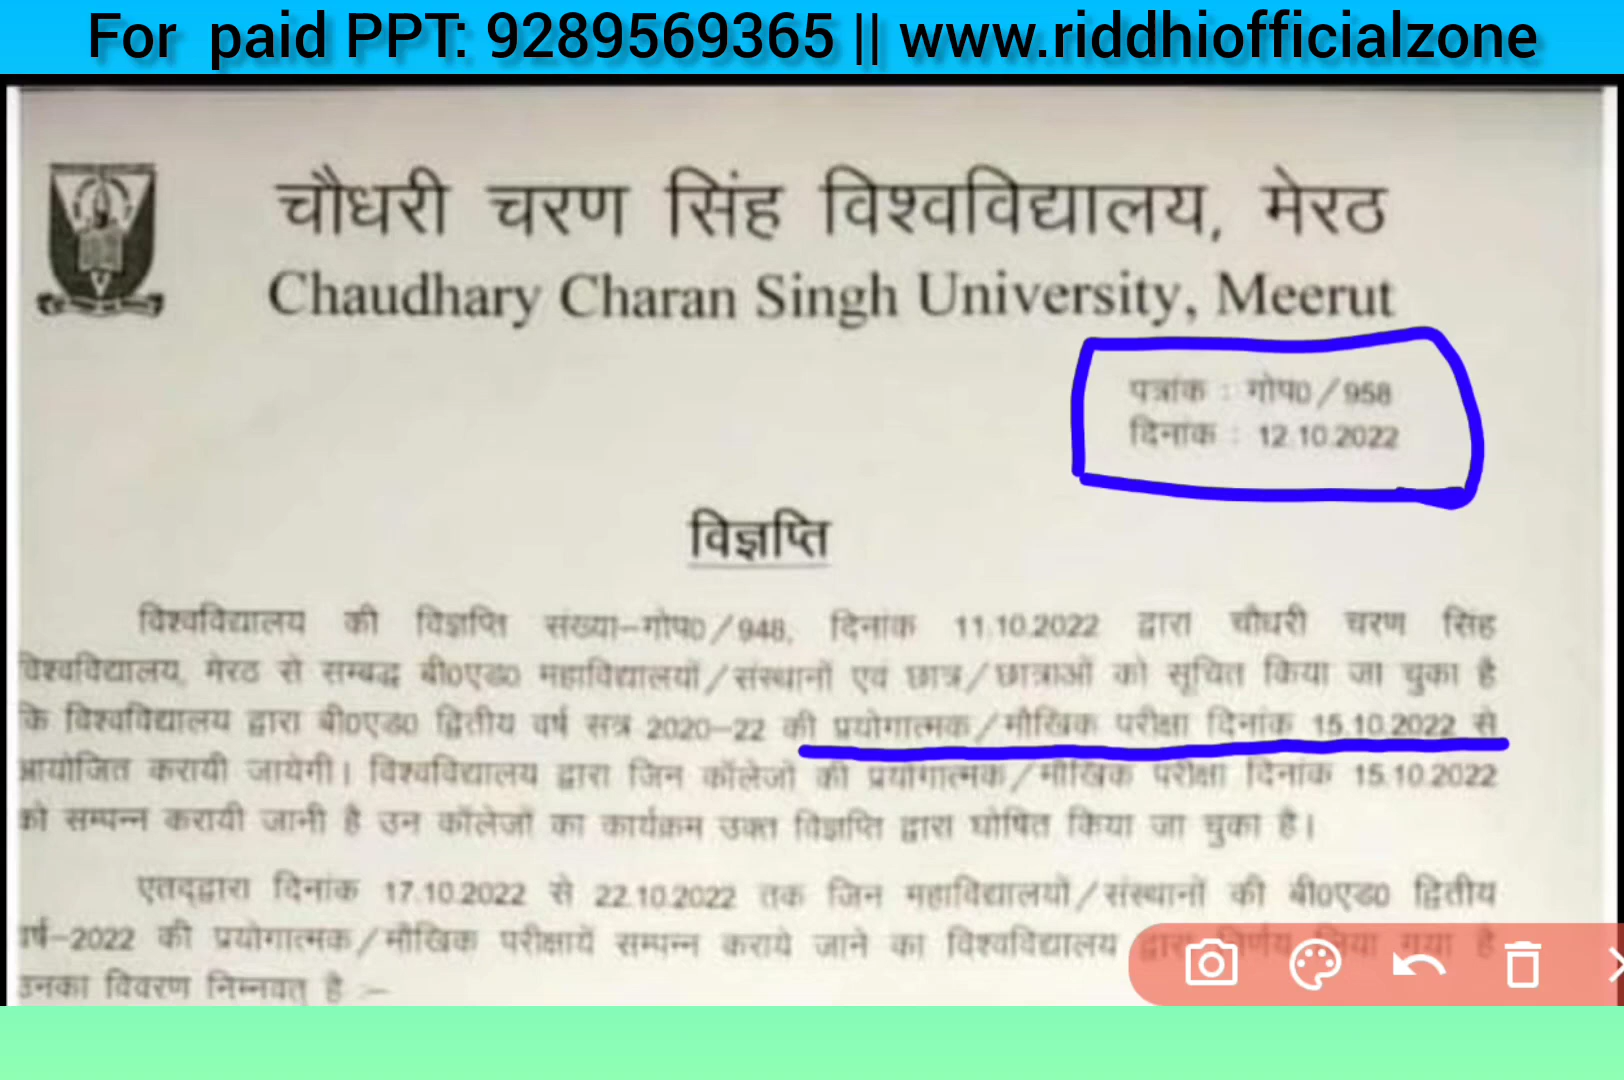 For paid PPT: 9289569365 || www.riddhiofficialzone
चौधरी चरण सिंह विश्वविद्यालय, मेरठ
Chaudhary Charan Singh University, Meerut
पत्रांक : गोप0/958
दिनांक : 12.10.2022
विज्ञप्ति
विश्वविद्यालय की विज्ञप्ति संख्या–गोप0/948, दिनांक 11.10.2022 द्वारा चौधरी चरण सिंह
विश्वविद्यालय, मेरठ से सम्बद्ध बी0एड0 महाविद्यालयों/संस्थानों एवं छात्र/छात्राओं को सूचित किया जा चुका है
कि विश्वविद्यालय द्वारा बी0एड0 द्वितीय वर्ष सत्र 2020–22 की प्रयोगात्मक/मौखिक परीक्षा दिनांक 15.10.2022 से
आयोजित करायी जायेगी। विश्वविद्यालय द्वारा जिन कॉलेजो की प्रयोगात्मक/मौखिक परीक्षा दिनांक 15.10.2022
को सम्पन्न करायी जानी है उन कॉलेजों का कार्यक्रम उक्त विज्ञप्ति द्वारा घोषित किया जा चुका है।
एतद्द्वारा दिनांक 17.10.2022 से 22.10.2022 तक जिन महाविद्यालयों/संस्थानों की बी0एड0 द्वितीय
वर्ष–2022 की प्रयोगात्मक/मौखिक परीक्षायें सम्पन्न कराये जाने का विश्वविद्यालय द्वारा निर्णय लिया गया है
उनका विवरण निम्नवत् है :–